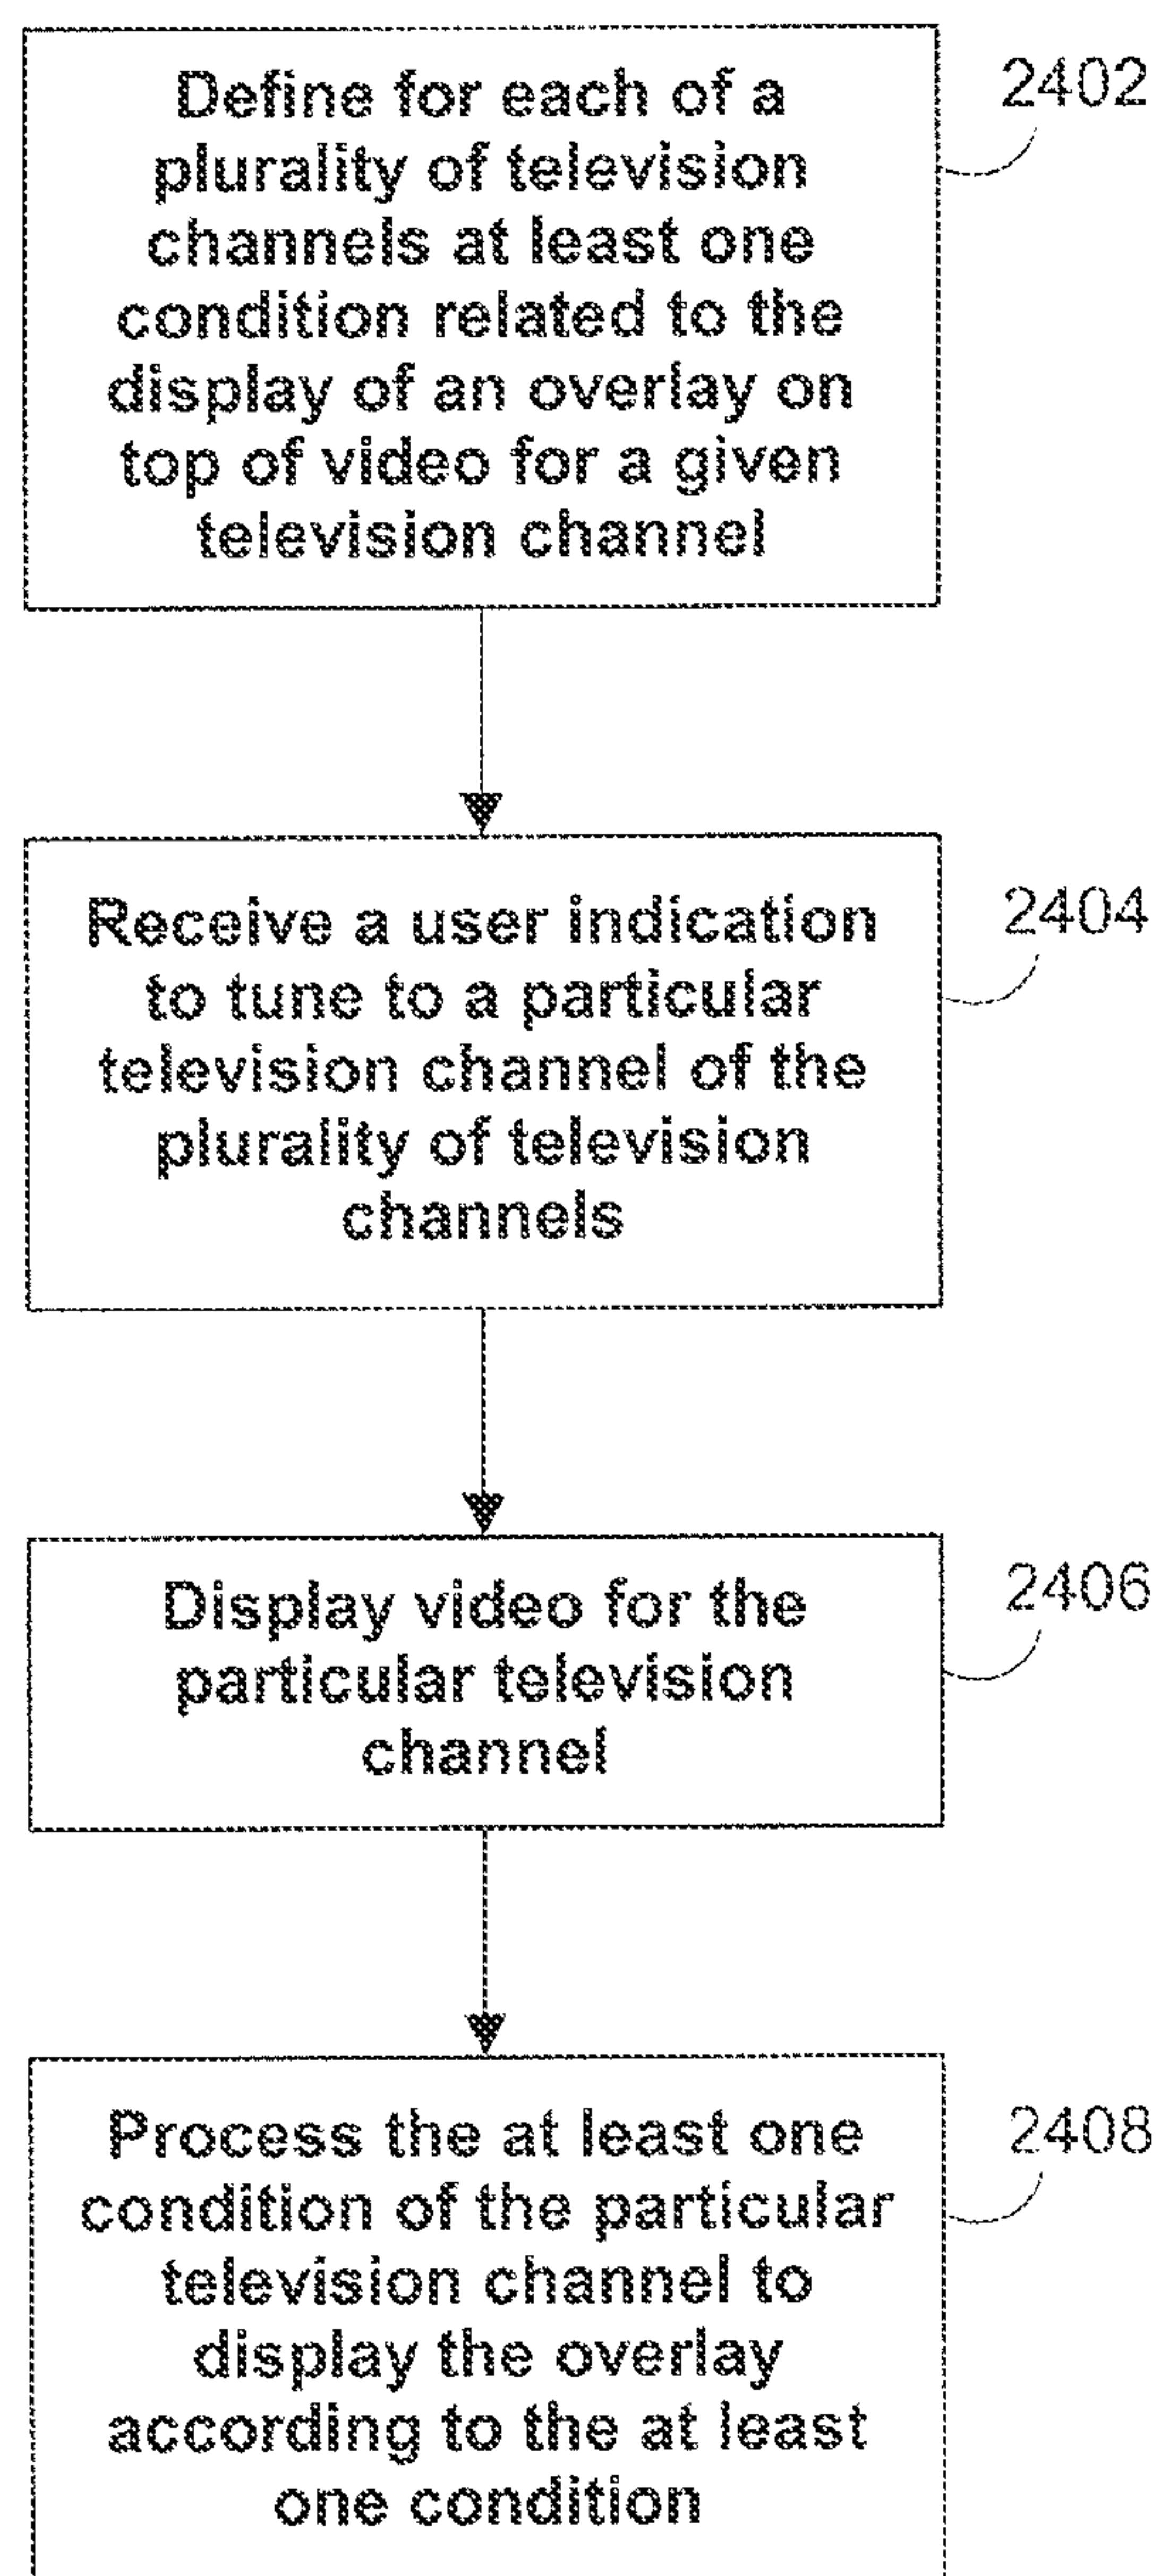 Define for each of a
plurality of television
channels at least one
condition related to the
display of an overlay on
top of video for a given
television channel
2402
Receive a user indication
to tune to a particular
television channel of the
plurality of television
channels
2404
Display video for the
particular television
channel
2406
Process the at least one
condition of the particular
television channel to
display the overlay
according to the at least
one condition
2408